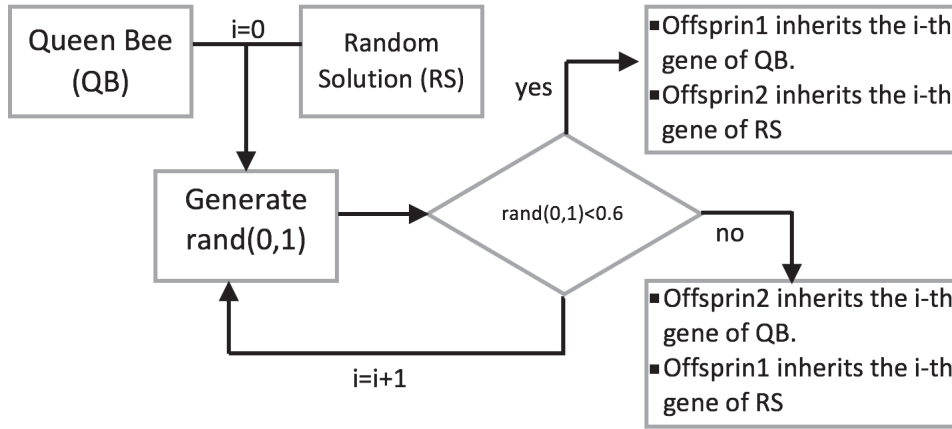 Queen Bee
(QB)
i=0
Random
Solution (RS)
Generate
rand(0,1)
rand(0,1)<0.6
yes
▪Offsprin1 inherits the i-th
gene of QB.
▪Offsprin2 inherits the i-th
gene of RS
no
▪Offsprin2 inherits the i-th
gene of QB.
▪Offsprin1 inherits the i-th
gene of RS
i=i+1